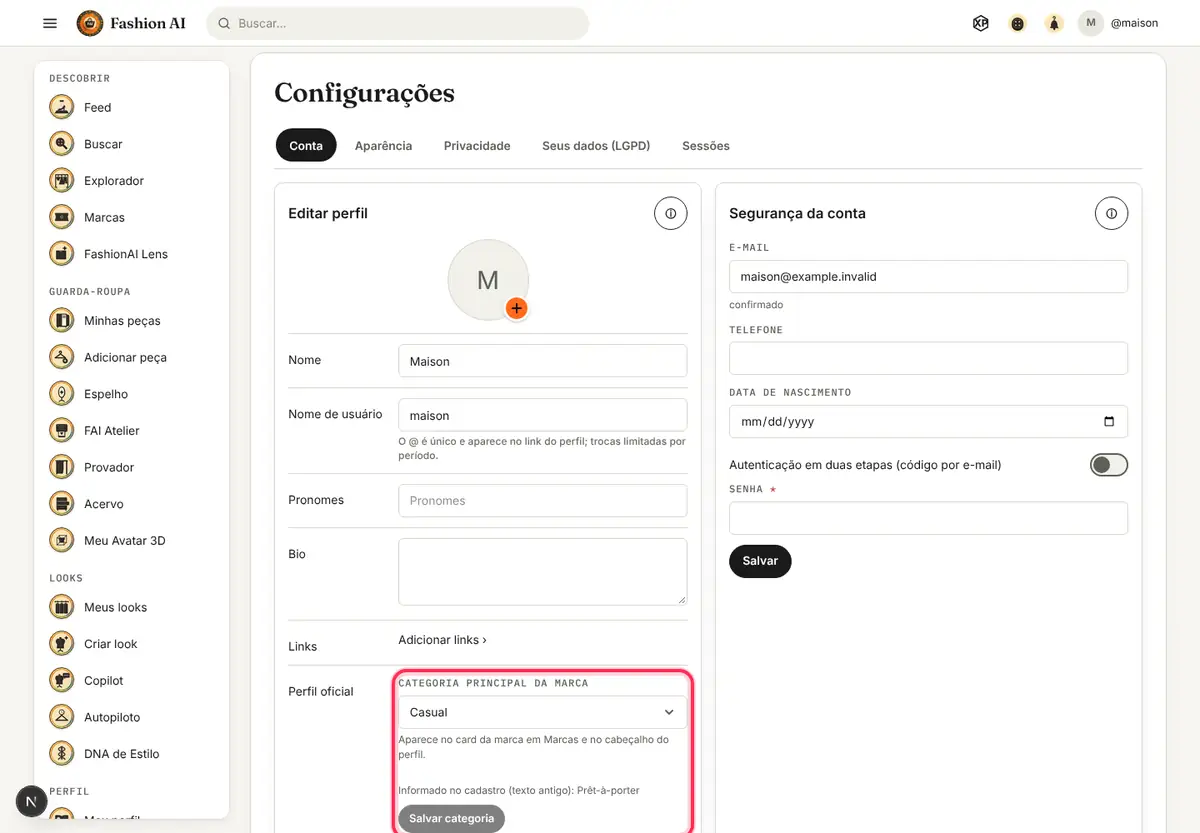 Fashion AI
Buscar...
XP
M
@maison
DESCOBRIR
Feed
Buscar
Explorador
Marcas
FashionAI Lens
GUARDA-ROUPA
Minhas peças
Adicionar peça
Espelho
FAI Atelier
Provador
Acervo
Meu Avatar 3D
LOOKS
Meus looks
Criar look
Copilot
Autopiloto
DNA de Estilo
PERFIL
Meu perfil
N
Configurações
Conta
Aparência
Privacidade
Seus dados (LGPD)
Sessões
Editar perfil
M
Nome
Maison
Nome de usuário
maison
O @ é único e aparece no link do perfil; trocas limitadas por
período.
Pronomes
Pronomes
Bio
Links
Adicionar links ›
Perfil oficial
CATEGORIA PRINCIPAL DA MARCA
Casual
Aparece no card da marca em Marcas e no cabeçalho do
perfil.
Informado no cadastro (texto antigo): Prêt-à-porter
Salvar categoria
Segurança da conta
E-MAIL
maison@example.invalid
confirmado
TELEFONE
DATA DE NASCIMENTO
mm/dd/yyyy
Autenticação em duas etapas (código por e-mail)
SENHA *
Salvar